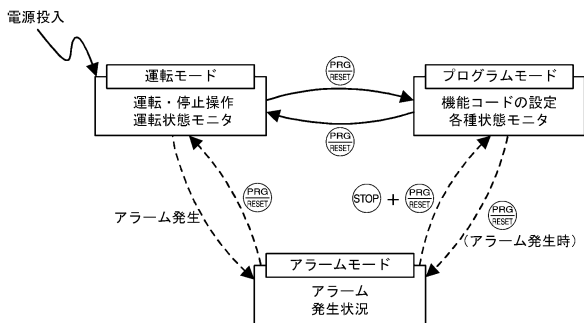 電源投入
運転モード
運転・停止操作
運転状態モニタ
PRG
RESET
プログラムモード
機能コードの設定
各種状態モニタ
PRG
RESET
アラーム発生
PRG
RESET
STOP + PRG
RESET
PRG
RESET
(アラーム発生時)
アラームモード
アラーム
発生状況